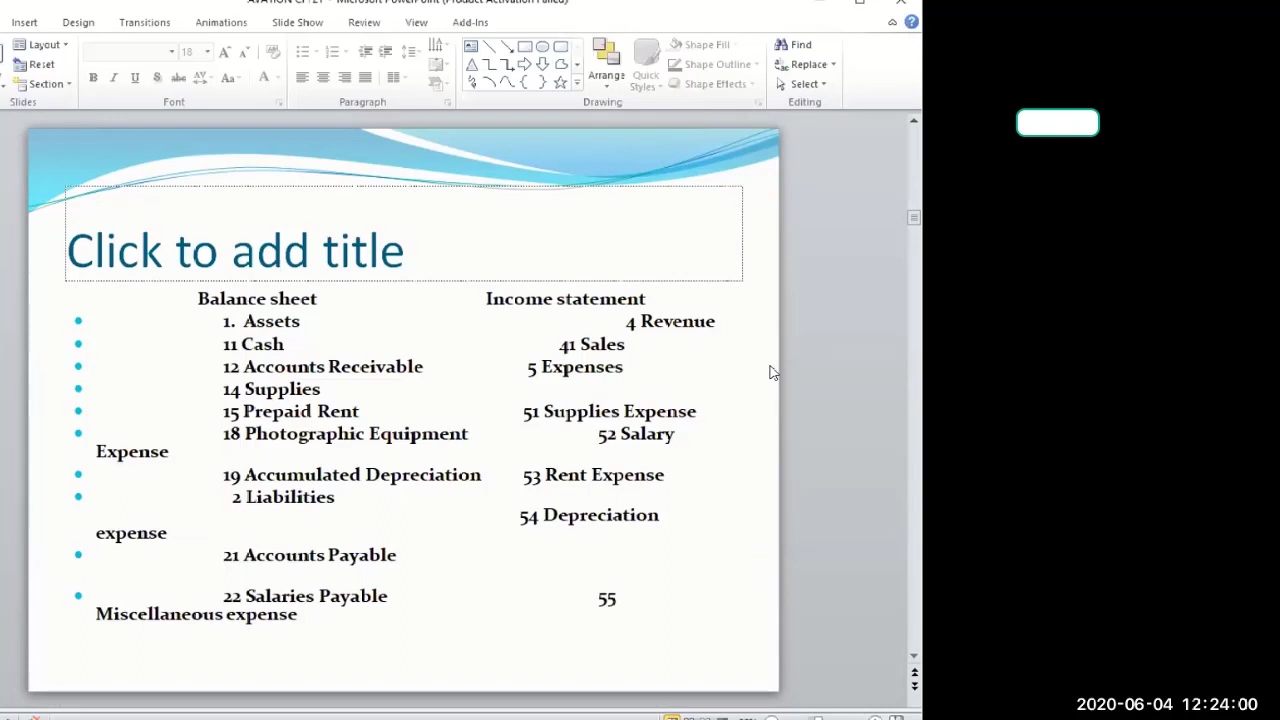 Insert Design Transitions Animations Slide Show Review View Add-Ins
Layout
Reset
Section
Slides
18
Font
Paragraph
Arrange
Quick Styles
Shape Fill
Shape Outline
Shape Effects
Drawing
Find
Replace
Select
Editing
Click to add title
Balance sheet Income statement
1. Assets 4 Revenue
11 Cash 41 Sales
12 Accounts Receivable 5 Expenses
14 Supplies
15 Prepaid Rent 51 Supplies Expense
18 Photographic Equipment 52 Salary
Expense
19 Accumulated Depreciation 53 Rent Expense
2 Liabilities
54 Depreciation
expense
21 Accounts Payable
22 Salaries Payable 55
Miscellaneous expense
2020-06-04 12:24:00